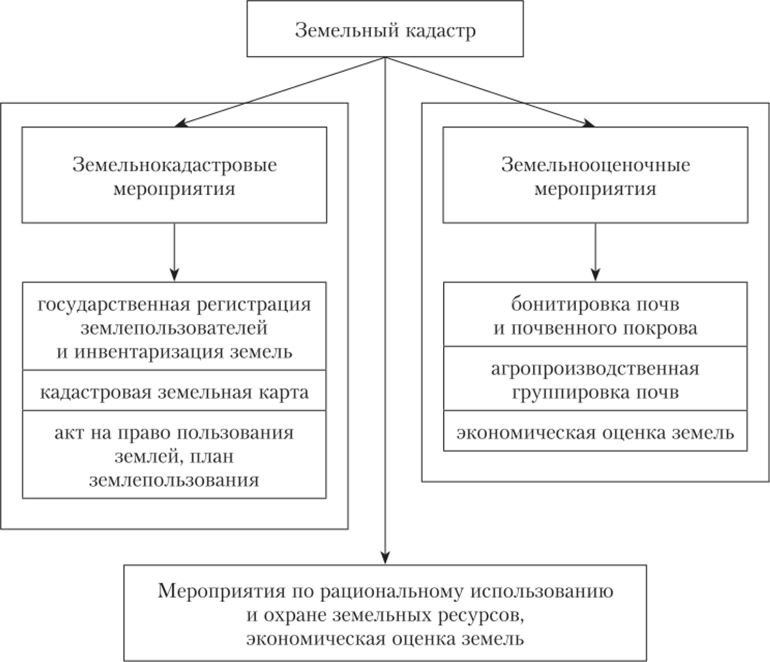 Земельный кадастр
Земельнокадастровые
мероприятия
государственная регистрация
землепользователей
и инвентаризация земель
кадастровая земельная карта
акт на право пользования
землей, план
землепользования
Земельнооценочные
мероприятия
бонитировка почв
и почвенного покрова
агропроизводственная
группировка почв
экономическая оценка земель
Мероприятия по рациональному использованию
и охране земельных ресурсов,
экономическая оценка земель